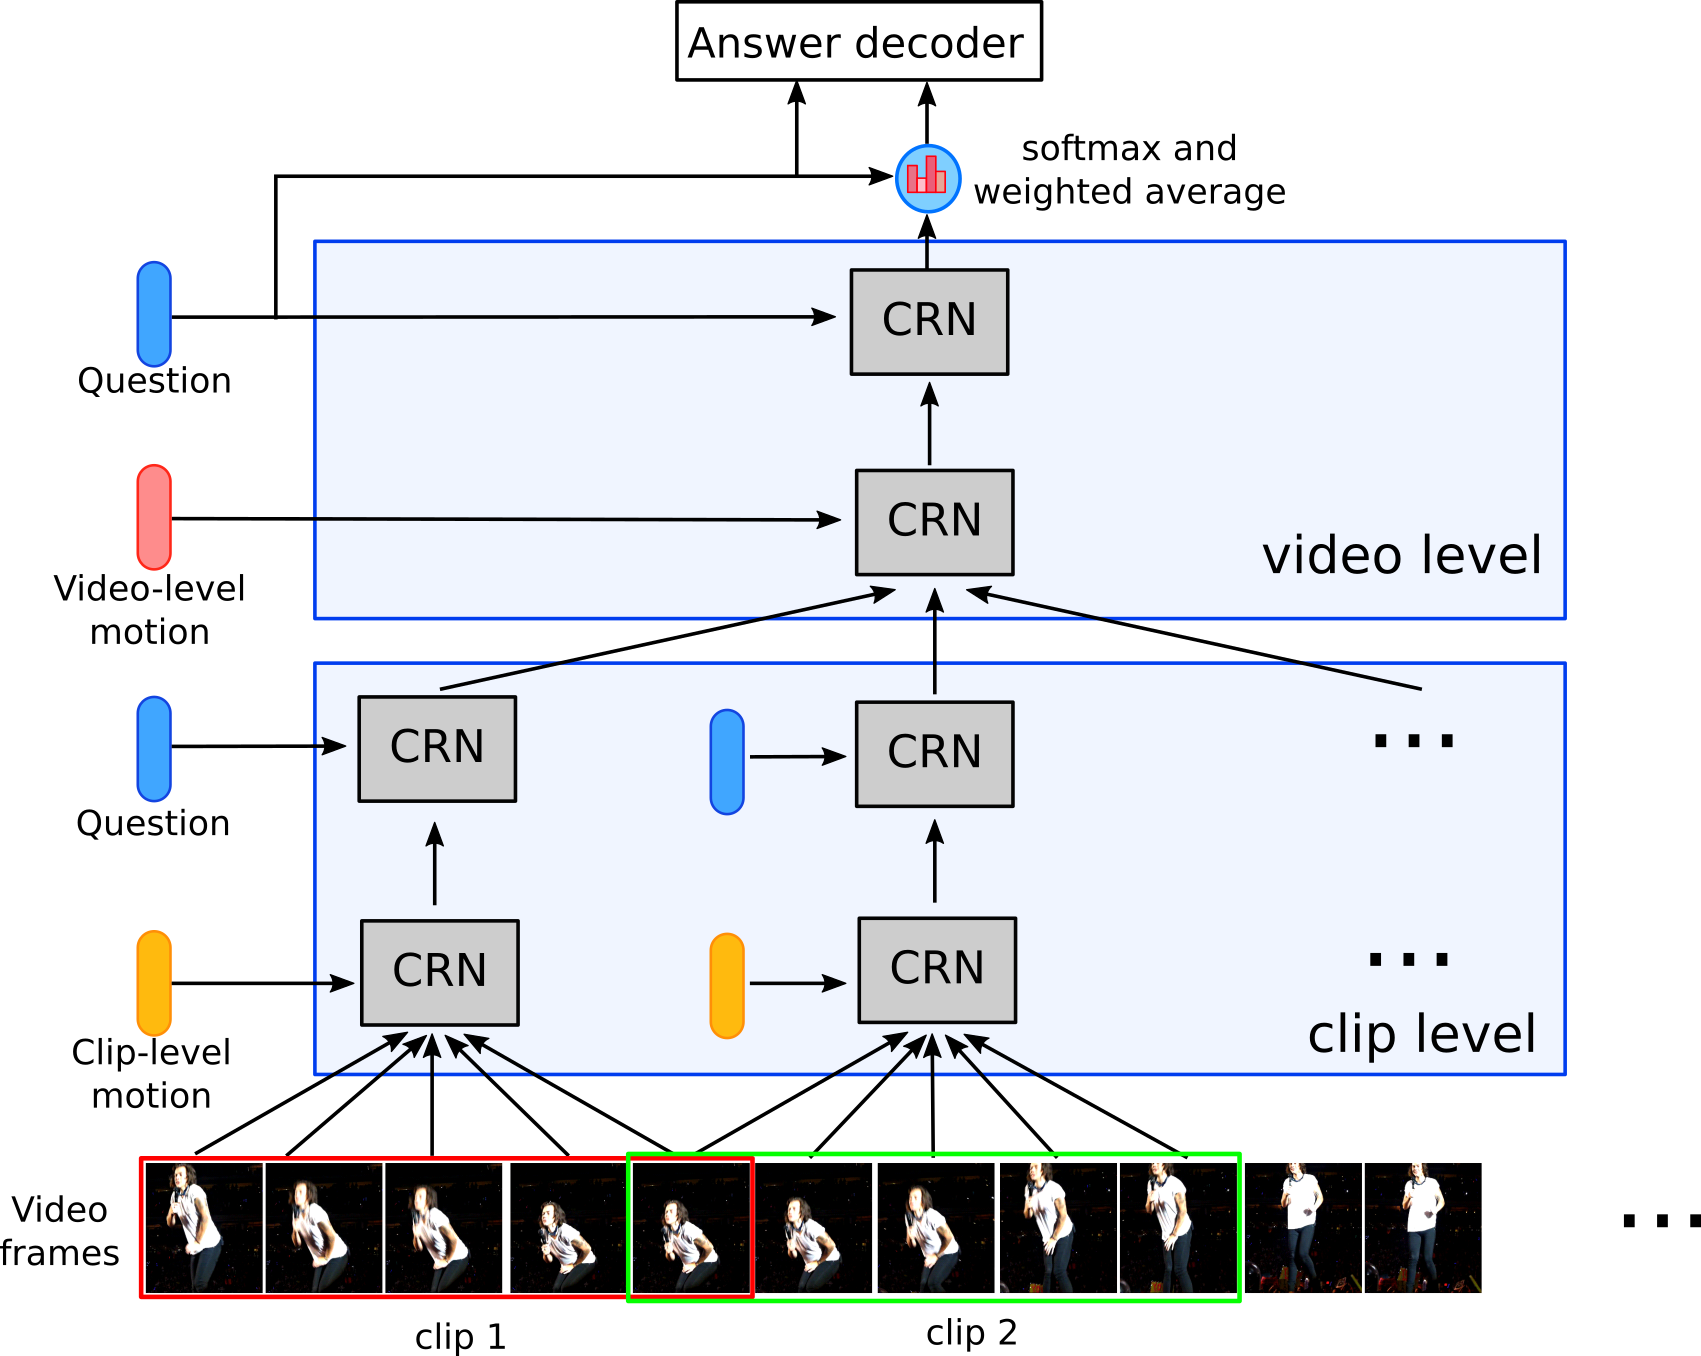 Answer decoder
softmax and
weighted average
CRN
Question
CRN
video level
Video-level
motion
CRN
CRN
...
Question
CRN
CRN
...
clip level
Clip-level
motion
Video
frames
...
clip 1
clip 2